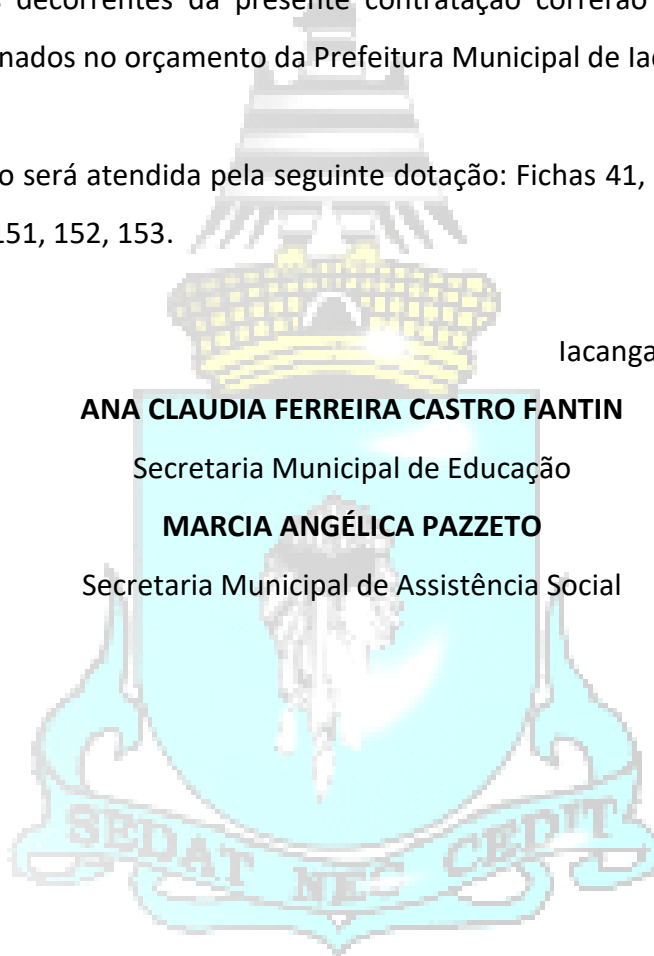 decorrentes da presente contratação correrão
nados no orçamento da Prefeitura Municipal de Iac
o será atendida pela seguinte dotação: Fichas 41,
151, 152, 153.
Iacanga
ANA CLAUDIA FERREIRA CASTRO FANTIN
Secretaria Municipal de Educação
MARCIA ANGÉLICA PAZZETO
Secretaria Municipal de Assistência Social
SEDAT NEC CEDIT